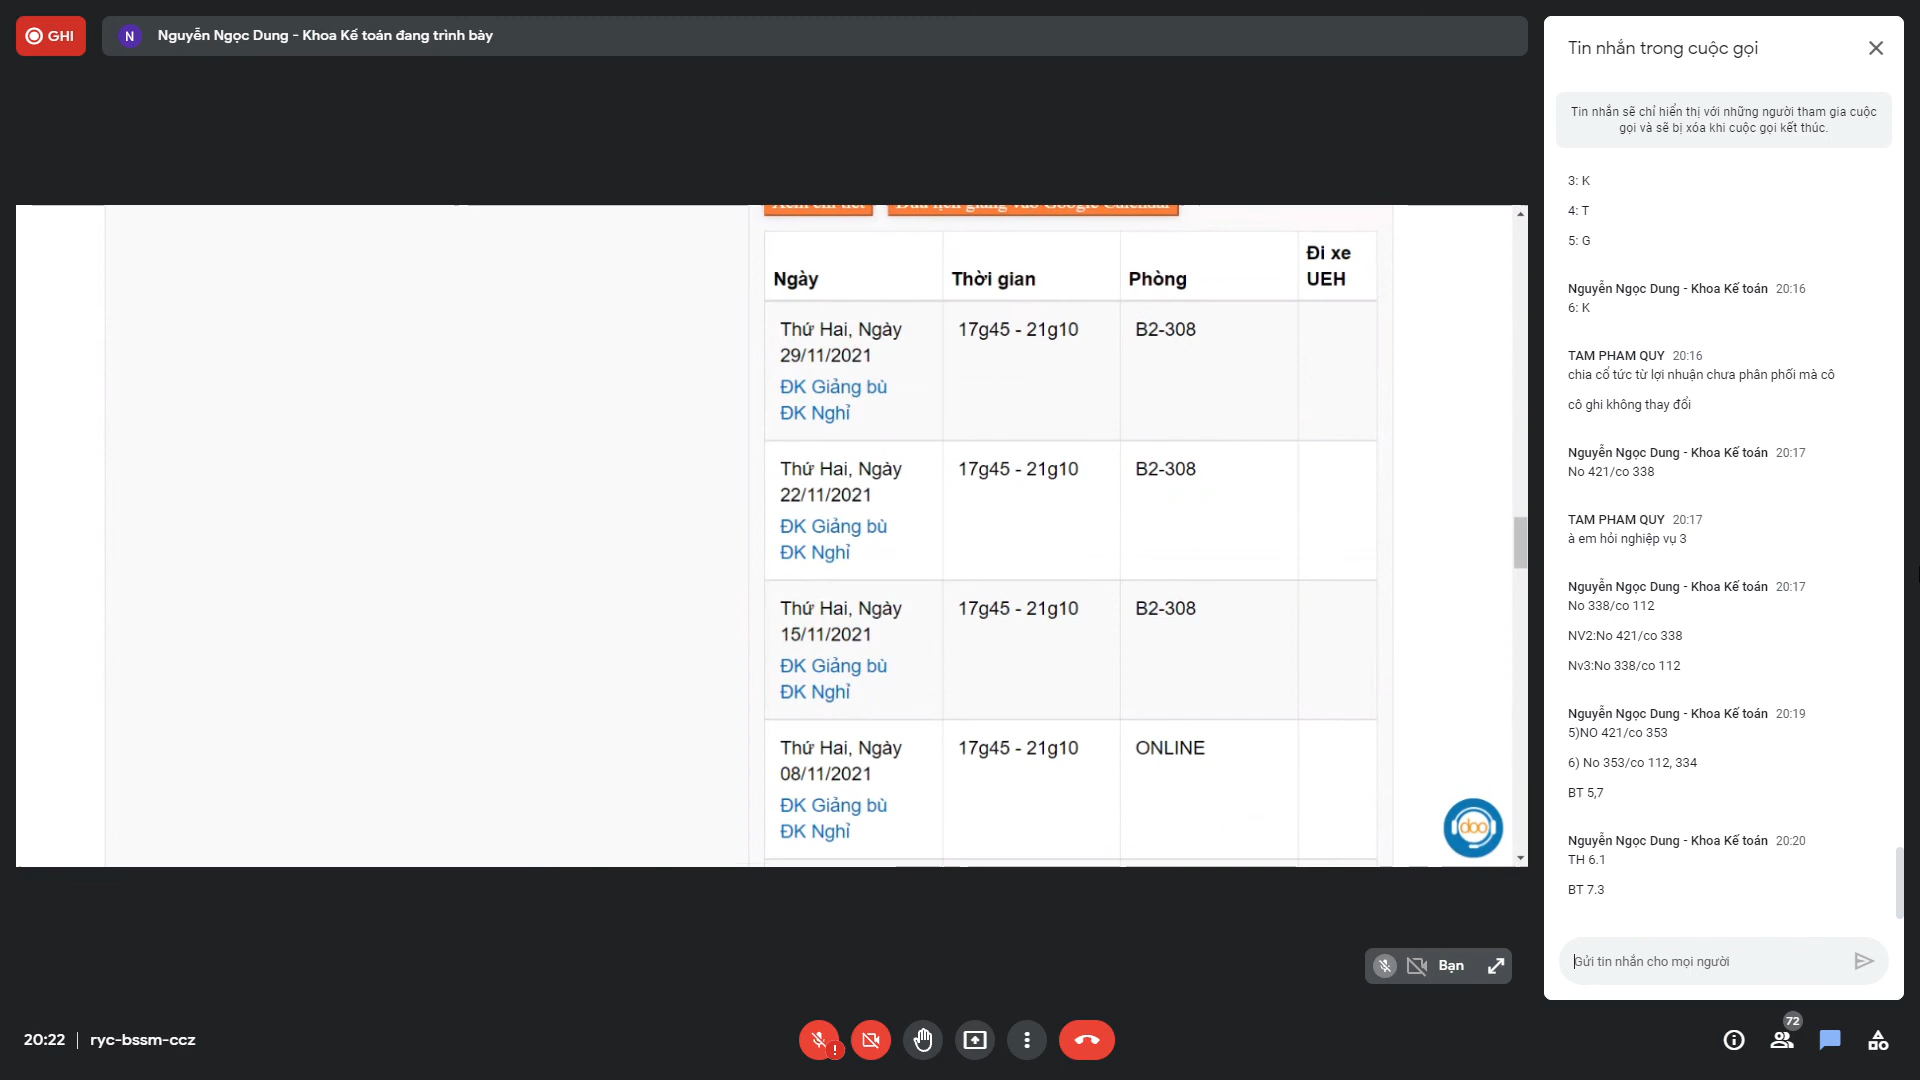 GHI
N
Nguyễn Ngọc Dung - Khoa Kế toán đang trình bày
Xem chi tiết
Đưa lịch giảng vào Google Calendar
Ngày
Thời gian
Phòng
Đi xe
UEH
Thứ Hai, Ngày
29/11/2021
ĐK Giảng bù
ĐK Nghỉ
17g45 - 21g10
B2-308
Thứ Hai, Ngày
22/11/2021
ĐK Giảng bù
ĐK Nghỉ
17g45 - 21g10
B2-308
Thứ Hai, Ngày
15/11/2021
ĐK Giảng bù
ĐK Nghỉ
17g45 - 21g10
B2-308
Thứ Hai, Ngày
08/11/2021
ĐK Giảng bù
ĐK Nghỉ
17g45 - 21g10
ONLINE
doo
Bạn
20:22
ryc-bssm-ccz
Tin nhắn trong cuộc gọi
Tin nhắn sẽ chỉ hiển thị với những người tham gia cuộc
gọi và sẽ bị xóa khi cuộc gọi kết thúc.
3: K
4: T
5: G
Nguyễn Ngọc Dung - Khoa Kế toán 20:16
6: K
TAM PHAM QUY 20:16
chia cổ tức từ lợi nhuận chưa phân phối mà cô
cô ghi không thay đổi
Nguyễn Ngọc Dung - Khoa Kế toán 20:17
No 421/co 338
TAM PHAM QUY 20:17
à em hỏi nghiệp vụ 3
Nguyễn Ngọc Dung - Khoa Kế toán 20:17
No 338/co 112
NV2:No 421/co 338
Nv3:No 338/co 112
Nguyễn Ngọc Dung - Khoa Kế toán 20:19
5)NO 421/co 353
6) No 353/co 112, 334
BT 5,7
Nguyễn Ngọc Dung - Khoa Kế toán 20:20
TH 6.1
BT 7.3
Gửi tin nhắn cho mọi người
72